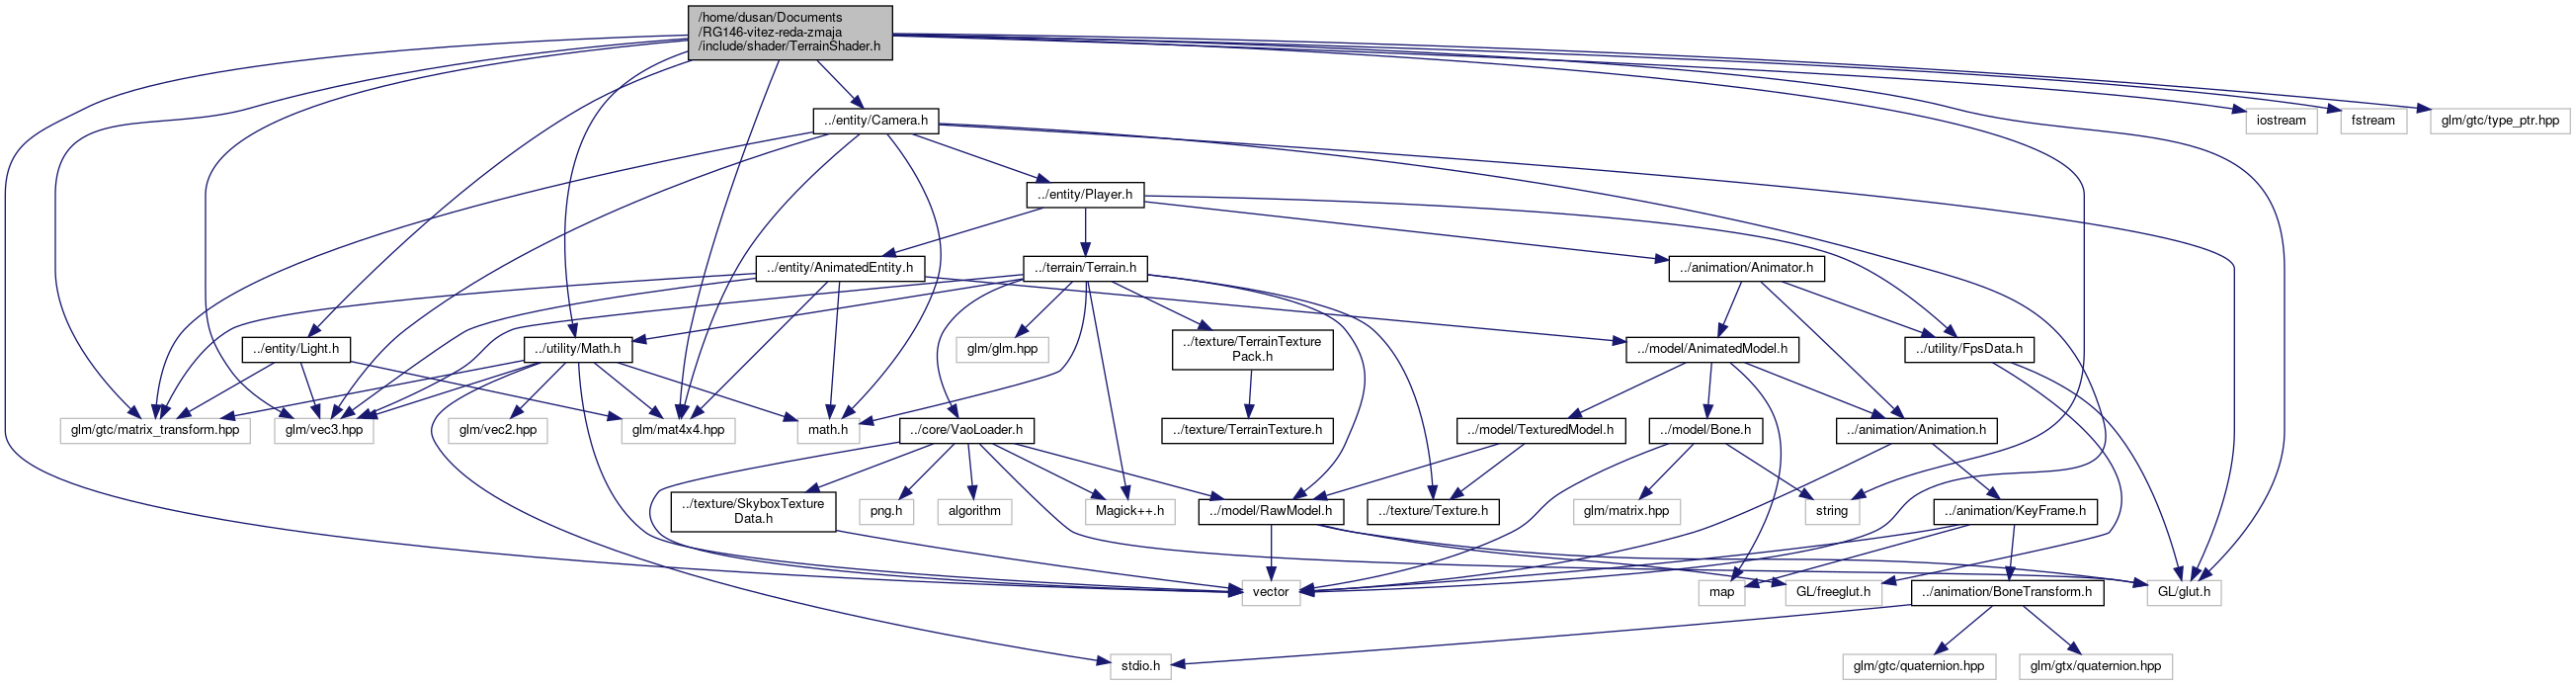 /home/dusan/Documents
/RG146-vitez-reda-zmaja
/include/shader/TerrainShader.h
../entity/Camera.h
iostream
fstream
glm/gtc/type_ptr.hpp
../entity/Player.h
../entity/AnimatedEntity.h
../terrain/Terrain.h
../animation/Animator.h
../entity/Light.h
../utility/Math.h
glm/glm.hpp
../texture/TerrainTexture
Pack.h
../model/AnimatedModel.h
../utility/FpsData.h
glm/gtc/matrix_transform.hpp
glm/vec3.hpp
glm/vec2.hpp
glm/mat4x4.hpp
math.h
../core/VaoLoader.h
../texture/TerrainTexture.h
../model/TexturedModel.h
../model/Bone.h
../animation/Animation.h
../texture/SkyboxTexture
Data.h
png.h
algorithm
Magick++.h
../model/RawModel.h
../texture/Texture.h
glm/matrix.hpp
string
../animation/KeyFrame.h
vector
map
GL/freeglut.h
../animation/BoneTransform.h
GL/glut.h
stdio.h
glm/gtc/quaternion.hpp
glm/gtx/quaternion.hpp